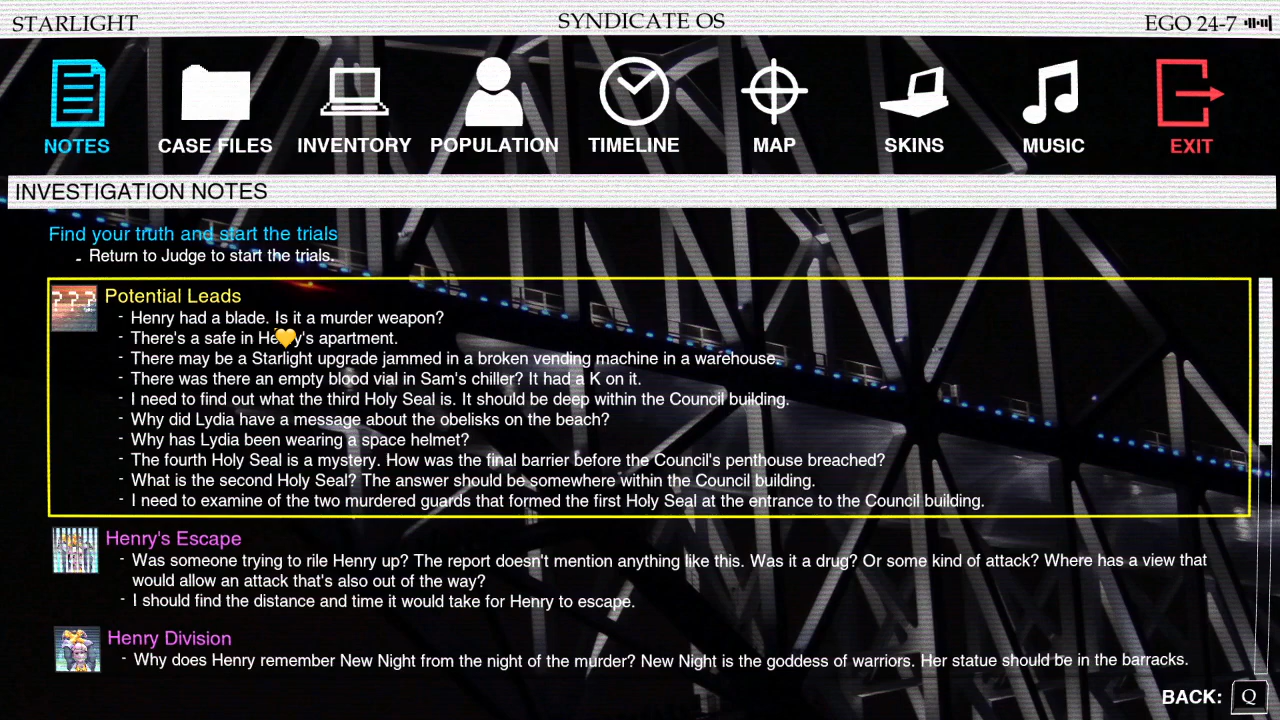 STARLIGHT
SYNDICATE OS
EGO 24-7
NOTES
CASE FILES
INVENTORY
POPULATION
TIMELINE
MAP
SKINS
MUSIC
EXIT
INVESTIGATION NOTES
Find your truth and start the trials
- Return to Judge to start the trials.
???
Potential Leads
- Henry had a blade. Is it a murder weapon?
- There's a safe in Henry's apartment.
- There may be a Starlight upgrade jammed in a broken vending machine in a warehouse.
- There was there an empty blood vial in Sam's chiller? It had a K on it.
- I need to find out what the third Holy Seal is. It should be deep within the Council building.
- Why did Lydia have a message about the obelisks on the beach?
- Why has Lydia been wearing a space helmet?
- The fourth Holy Seal is a mystery. How was the final barrier before the Council's penthouse breached?
- What is the second Holy Seal? The answer should be somewhere within the Council building.
- I need to examine of the two murdered guards that formed the first Holy Seal at the entrance to the Council building.
Henry's Escape
- Was someone trying to rile Henry up? The report doesn't mention anything like this. Was it a drug? Or some kind of attack? Where has a view that
would allow an attack that's also out of the way?
- I should find the distance and time it would take for Henry to escape.
Henry Division
- Why does Henry remember New Night from the night of the murder? New Night is the goddess of warriors. Her statue should be in the barracks.
BACK: Q